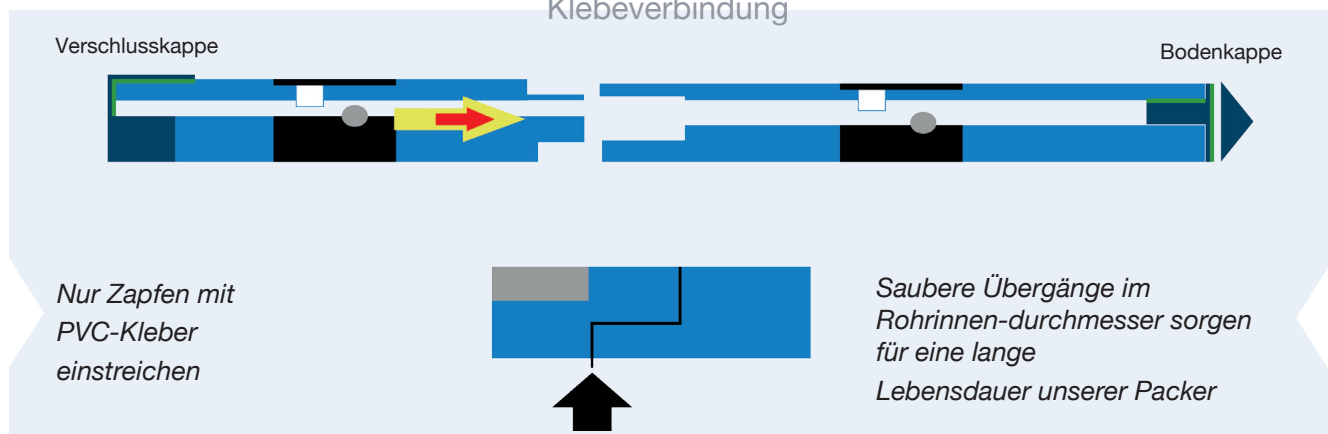 Klebeverbindung
Verschlusskappe
Bodenkappe
Nur Zapfen mit
PVC-Kleber
einstreichen
Saubere Übergänge im
Rohrinnen-durchmesser sorgen
für eine lange
Lebensdauer unserer Packer